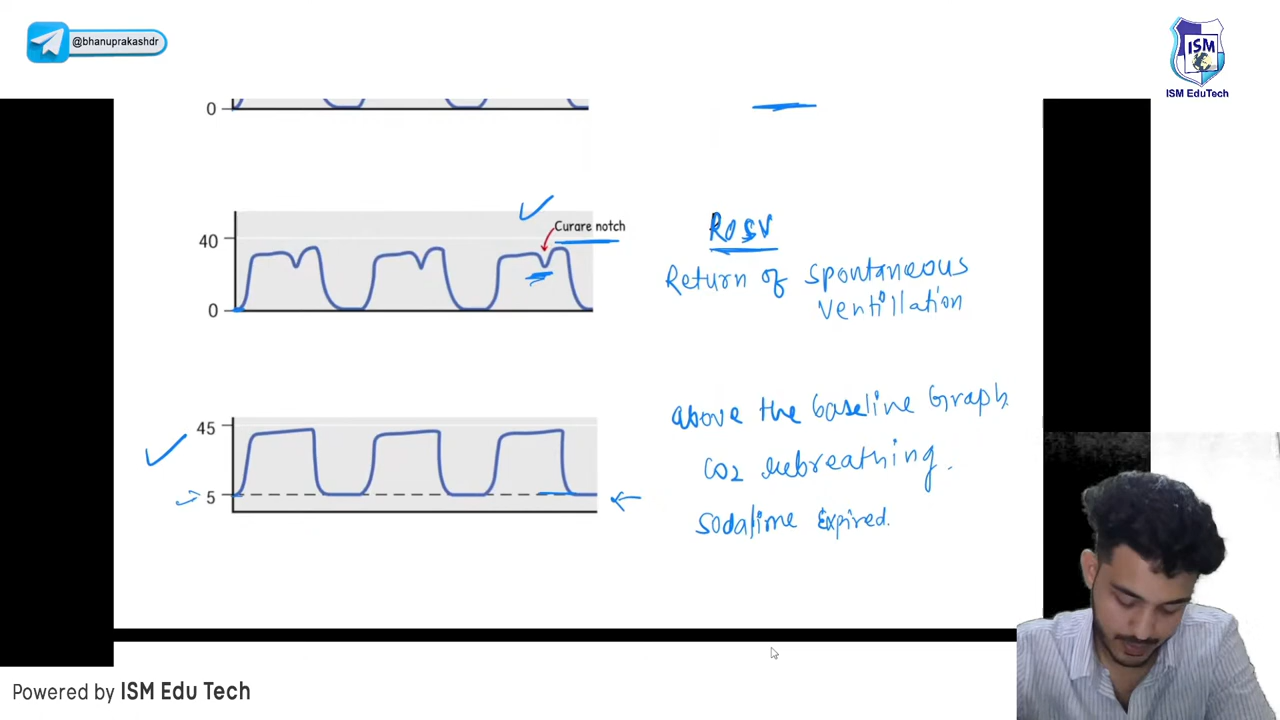 @bhanuprakashdr
ISM
ISM EduTech
0
40
Curare notch
0
ROSV
Return of spontaneous
ventillation
45
5
above the baseline Graph.
CO2 rebreathing.
Sodalime Expired.
Powered by ISM Edu Tech